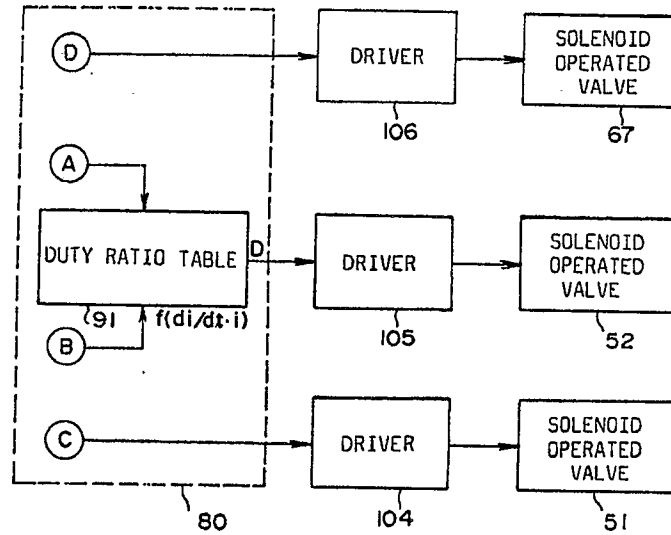 D
DRIVER
106
SOLENOID
OPERATED
VALVE
67
A
DUTY RATIO TABLE
91
D
f(di/dt·i)
B
DRIVER
105
SOLENOID
OPERATED
VALVE
52
C
DRIVER
104
SOLENOID
OPERATED
VALVE
51
80